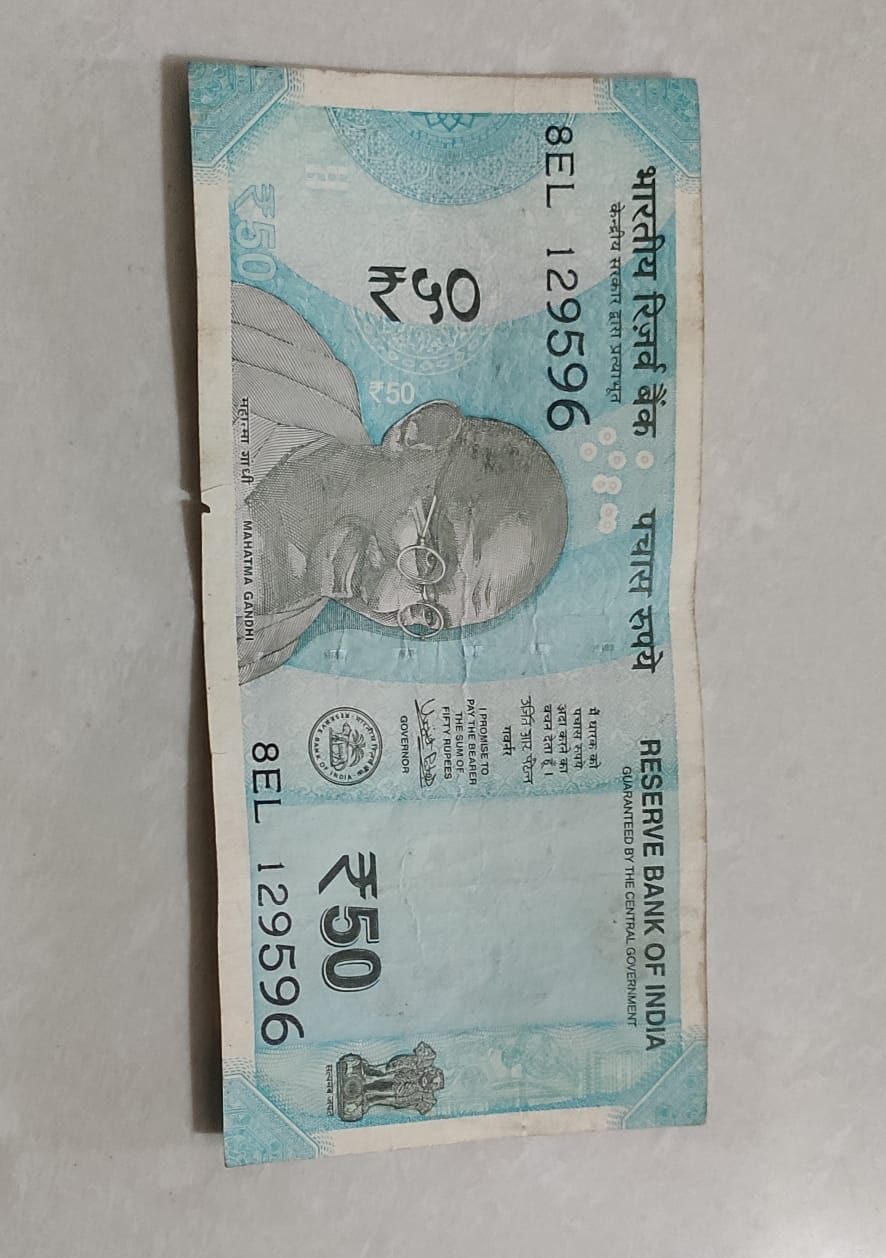 भारतीय रिज़र्व बैंक
केन्द्रीय सरकार द्वारा प्रत्याभूत
8EL 129596
₹५०
₹50
₹50
महात्मा गांधी MAHATMA GANDHI
पचास रुपये
RESERVE BANK OF INDIA
GUARANTEED BY THE CENTRAL GOVERNMENT
मैं धारक को
पचास रुपये
अदा करने का
वचन देता हूँ।
उर्जित आर पटेल
गवर्नर
I PROMISE TO
PAY THE BEARER
THE SUM OF
FIFTY RUPEES
GOVERNOR
भारतीय रिज़र्व बैंक
RESERVE BANK OF INDIA
₹50
सत्यमेव जयते
8EL 129596